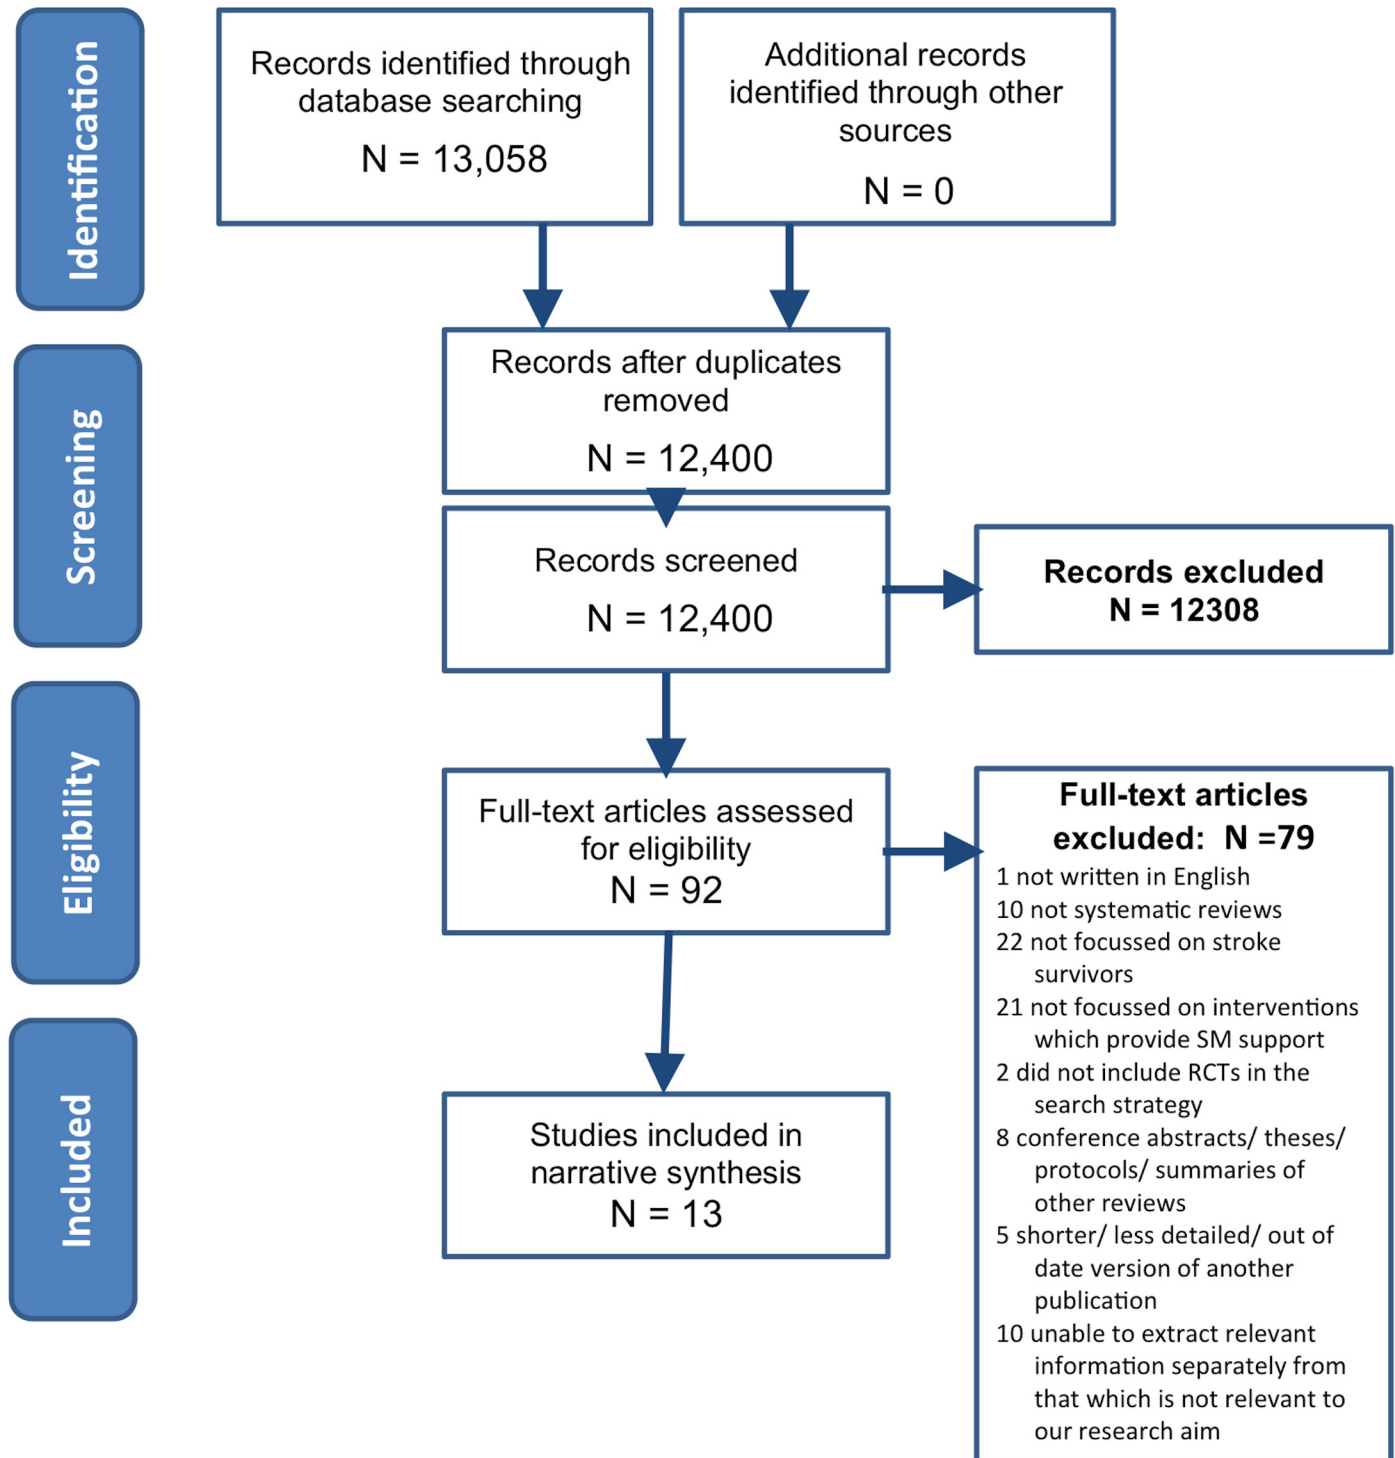 Identification
Records identified through
database searching
N = 13,058
Additional records
identified through other
sources
N = 0
Screening
Records after duplicates
removed
N = 12,400
Records screened
N = 12,400
Records excluded
N = 12308
Eligibility
Full-text articles assessed
for eligibility
N = 92
Full-text articles
excluded:  N =79
1 not written in English
10 not systematic reviews
22 not focussed on stroke
survivors
21 not focussed on interventions
which provide SM support
2 did not include RCTs in the
search strategy
8 conference abstracts/ theses/
protocols/ summaries of
other reviews
5 shorter/ less detailed/ out of
date version of another
publication
10 unable to extract relevant
information separately from
that which is not relevant to
our research aim
Included
Studies included in
narrative synthesis
N = 13